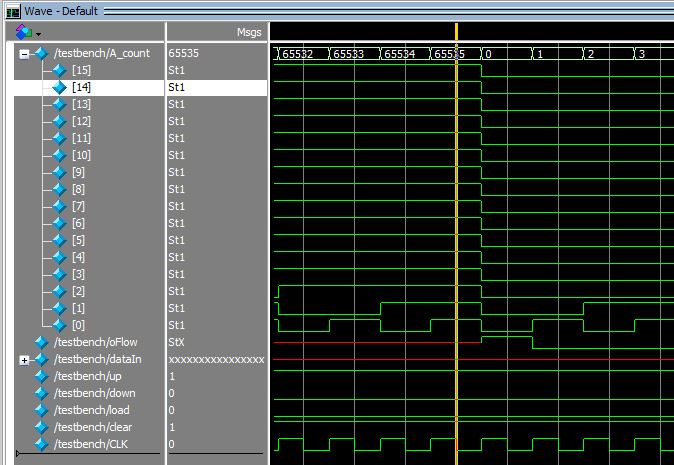 Wave - Default
Msgs
/testbench/A_count 65535 65532 65533 65534 65535 0 1 2 3
[15] St1
[14] St1
[13] St1
[12] St1
[11] St1
[10] St1
[9] St1
[8] St1
[7] St1
[6] St1
[5] St1
[4] St1
[3] St1
[2] St1
[1] St1
[0] St1
/testbench/oFlow StX
/testbench/dataIn xxxxxxxxxxxxxxxx
/testbench/up 1
/testbench/down 0
/testbench/load 0
/testbench/clear 1
/testbench/CLK 0